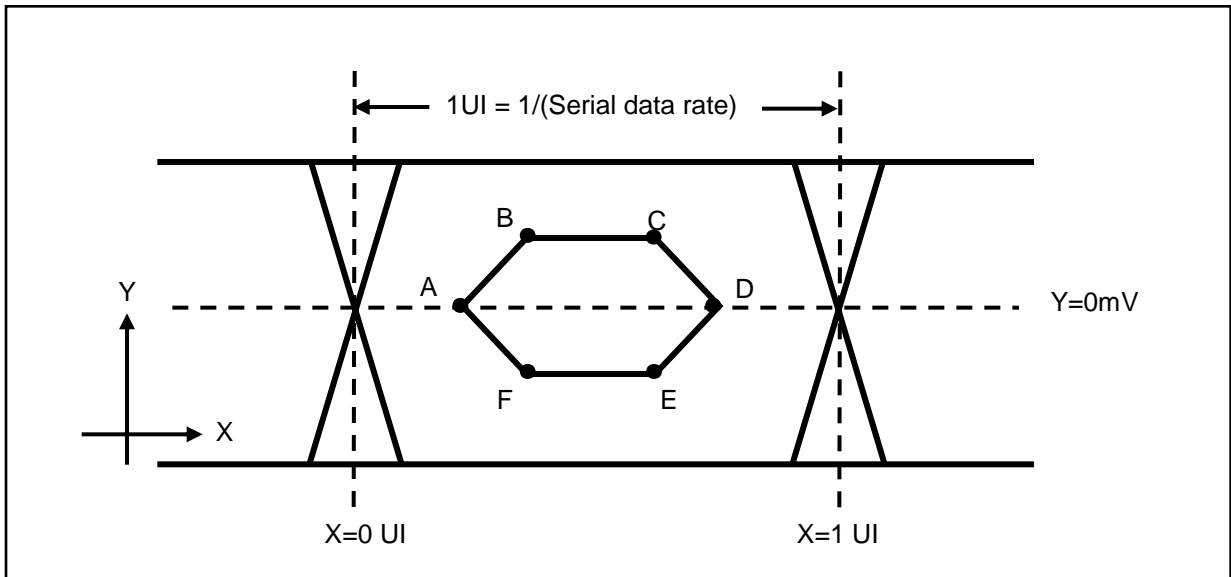 1UI = 1/(Serial data rate)
B
C
Y
A
D
Y=0mV
F
E
X
X=0 UI
X=1 UI